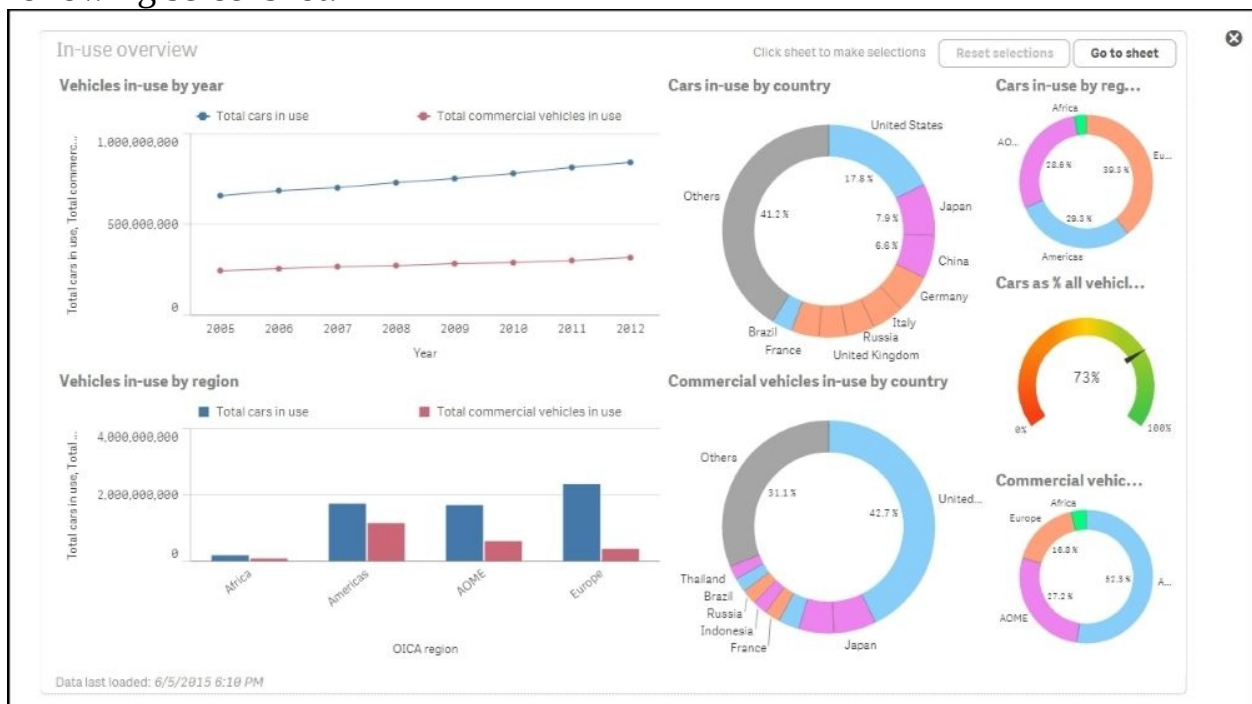 In-use overview
Click sheet to make selections
Reset selections
Go to sheet
Vehicles in-use by year
Total cars in use
Total commercial vehicles in use
Total cars in use, Total commerc...
1,000,000,000
500,000,000
0
2005 2006 2007 2008 2009 2010 2011 2012
Year
Vehicles in-use by region
Total cars in use
Total commercial vehicles in use
Total cars in use, Total ...
4,000,000,000
2,000,000,000
0
Africa
Americas
AOME
Europe
OICA region
Cars in-use by country
United States
17.8%
Japan
7.9%
6.6%
China
Germany
Italy
Russia
United Kingdom
France
Brazil
Others
41.2%
Commercial vehicles in-use by country
United...
42.7%
Japan
France
Indonesia
Russia
Brazil
Thailand
Others
31.1%
Cars in-use by reg...
Africa
AO...
28.6%
39.3%
Eu...
29.3%
Americas
Cars as % all vehicl...
73%
0%
100%
Commercial vehic...
Africa
Europe
16.8%
52.3%
A...
27.2%
AOME
Data last loaded: 6/5/2015 6:10 PM